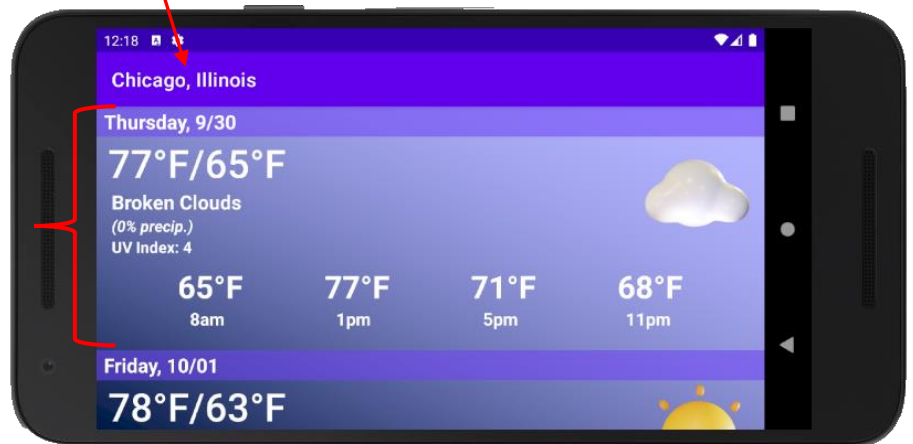 12:18 A
Chicago, Illinois
Thursday, 9/30
77°F/65°F
Broken Clouds
(0% precip.)
UV Index: 4
65°F 77°F 71°F 68°F
8am 1pm 5pm 11pm
Friday, 10/01
78°F/63°F